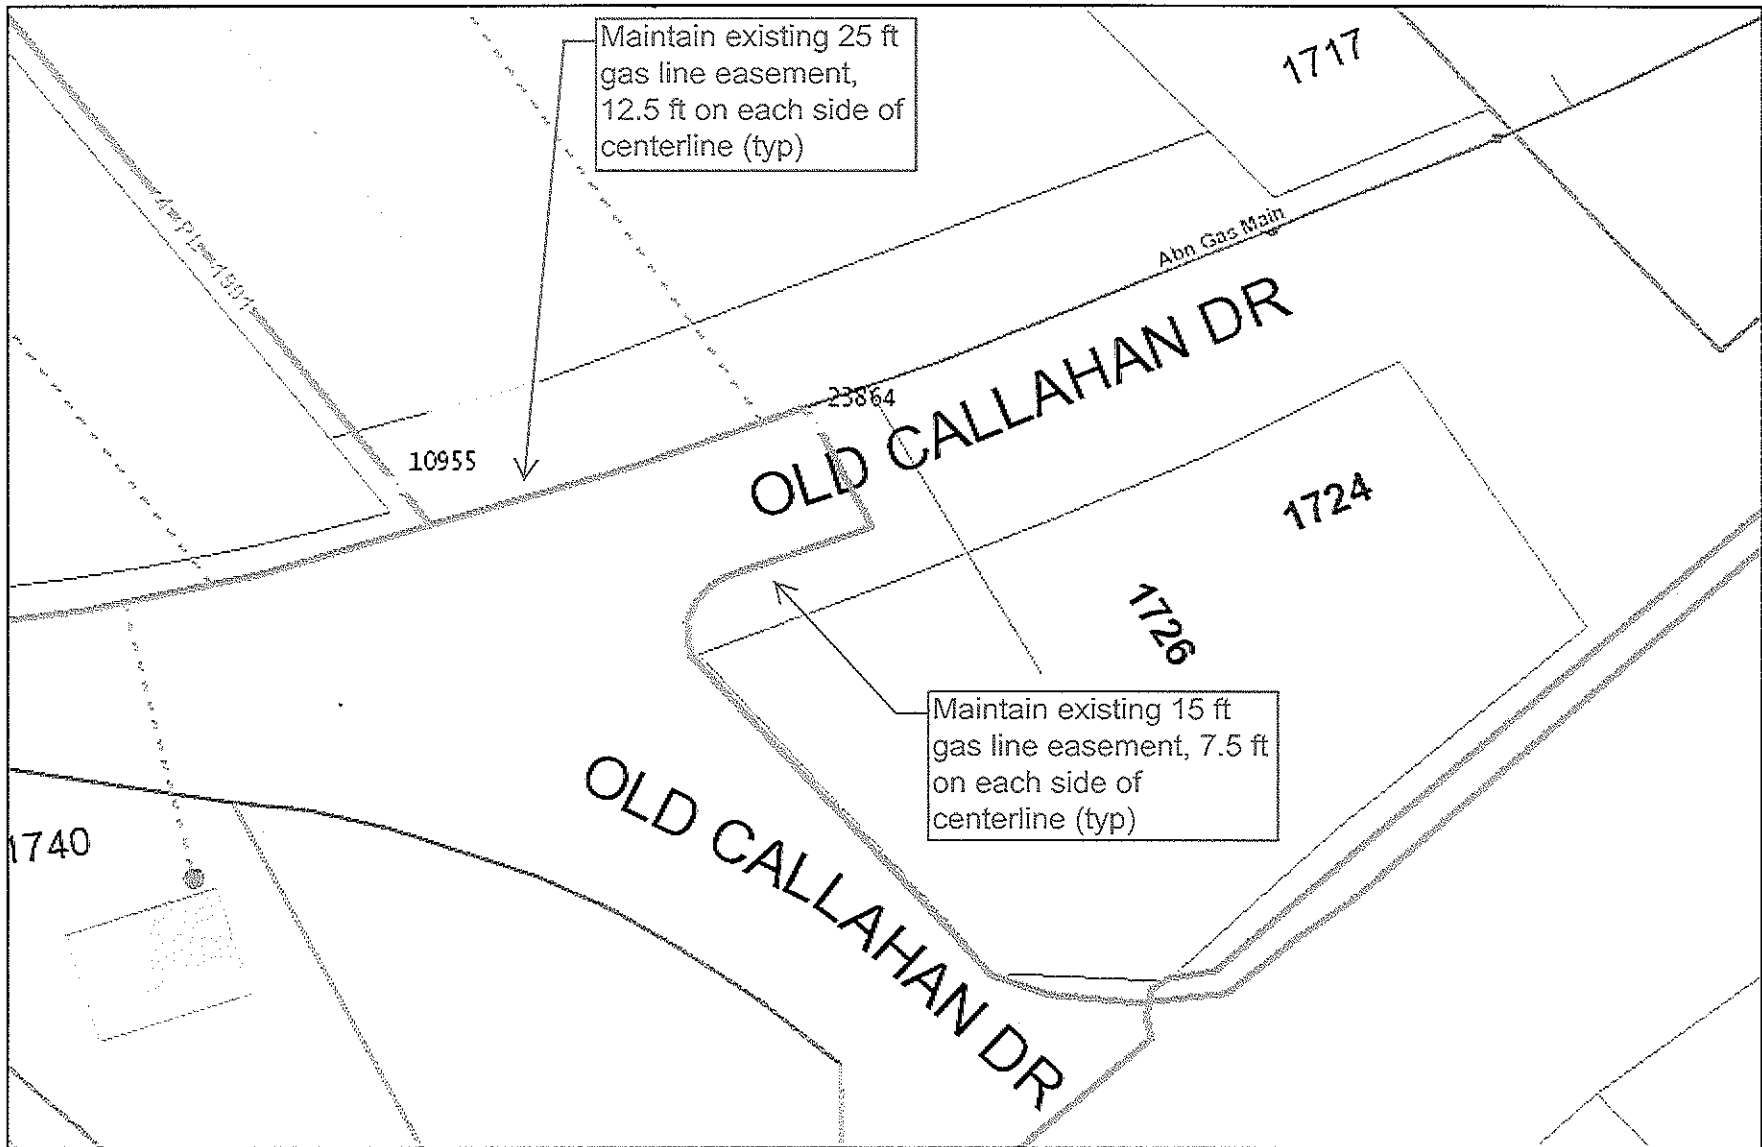 Maintain existing 25 ft
gas line easement,
12.5 ft on each side of
centerline (typ)
1717
Abn Gas Main
OLD CALLAHAN DR
23864
10955
1724
1726
Maintain existing 15 ft
gas line easement, 7.5 ft
on each side of
centerline (typ)
OLD CALLAHAN DR
1740